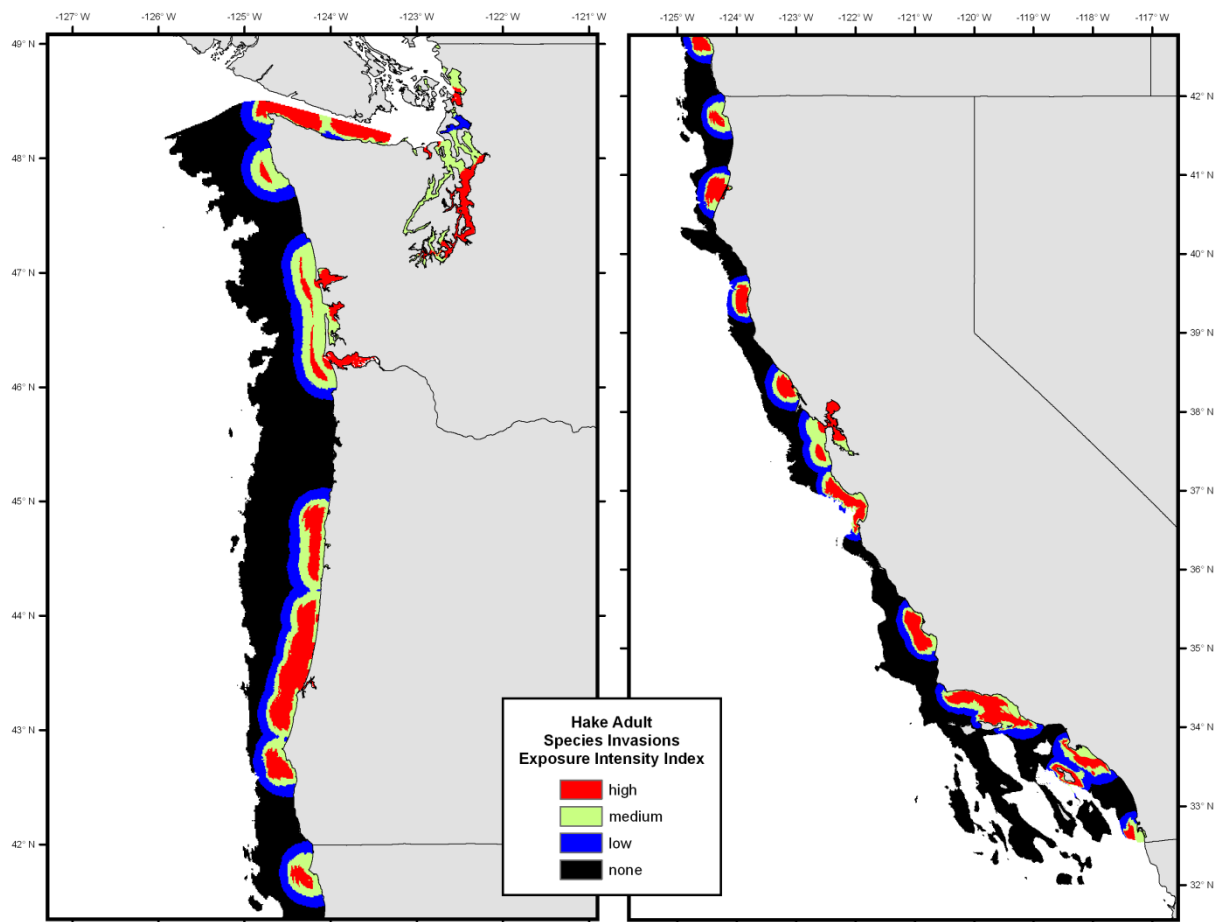 -127°W -126°W -125°W -124°W -123°W -122°W -121°W
-125°W -124°W -123°W -122°W -121°W -120°W -119°W -118°W -117°W
49° N
48° N
47° N
46° N
45° N
44° N
43° N
42° N
42° N
41° N
40° N
39° N
38° N
37° N
36° N
35° N
34° N
33° N
32° N
Hake Adult
Species Invasions
Exposure Intensity Index
high
medium
low
none